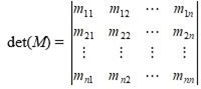 m₁₁ m₁₂ ⋯ m₁ₙ
det(M) = m₂₁ m₂₂ ⋯ m₂ₙ
⋮ ⋮ ⋮ ⋮
mₙ₁ mₙ₂ ⋯ mₙₙ